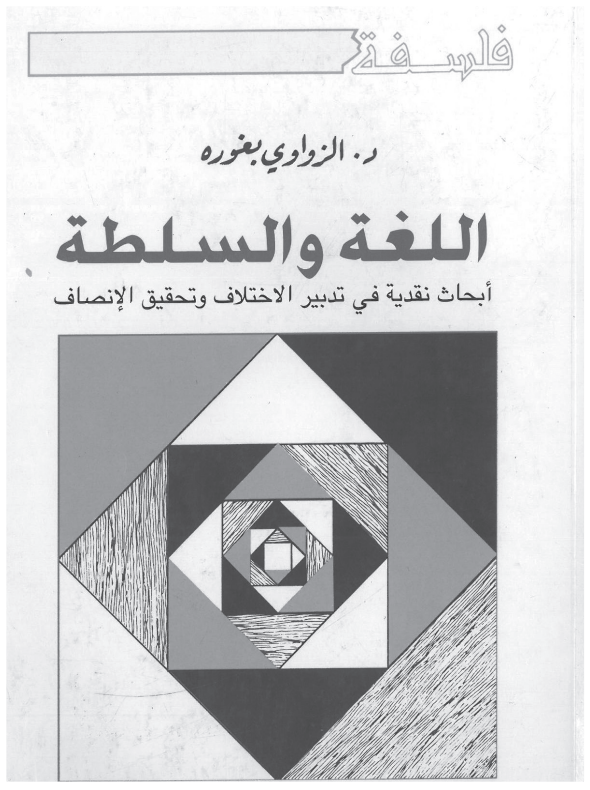 فلسفة
د. الزواوي بغوره
اللغة والسلطة
أبحاث نقدية في تدبير الاختلاف وتحقيق الإنصاف